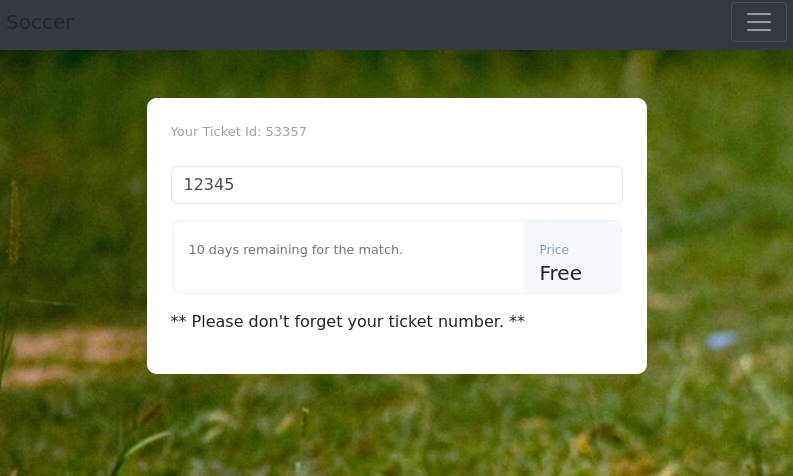 Soccer
Your Ticket Id: 53357
12345
10 days remaining for the match.
Price
Free
** Please don't forget your ticket number. **